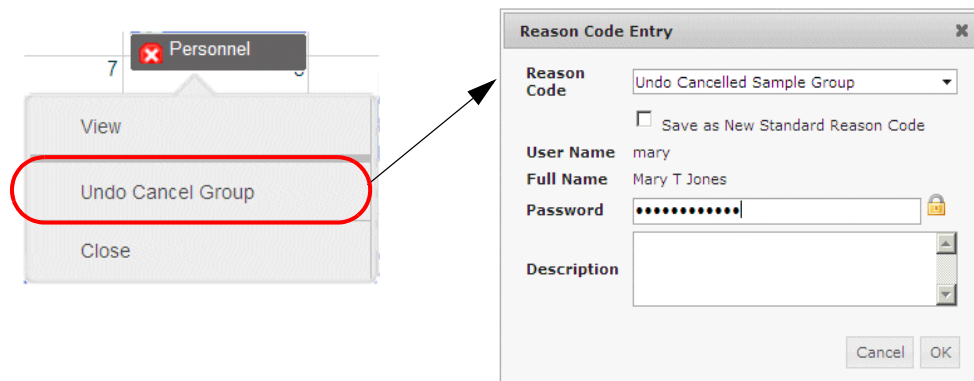 Personnel
7
View
Undo Cancel Group
Close
Reason Code Entry
Reason
Code
Undo Cancelled Sample Group
Save as New Standard Reason Code
User Name mary
Full Name Mary T Jones
Password ••••••••••••
Description
Cancel OK